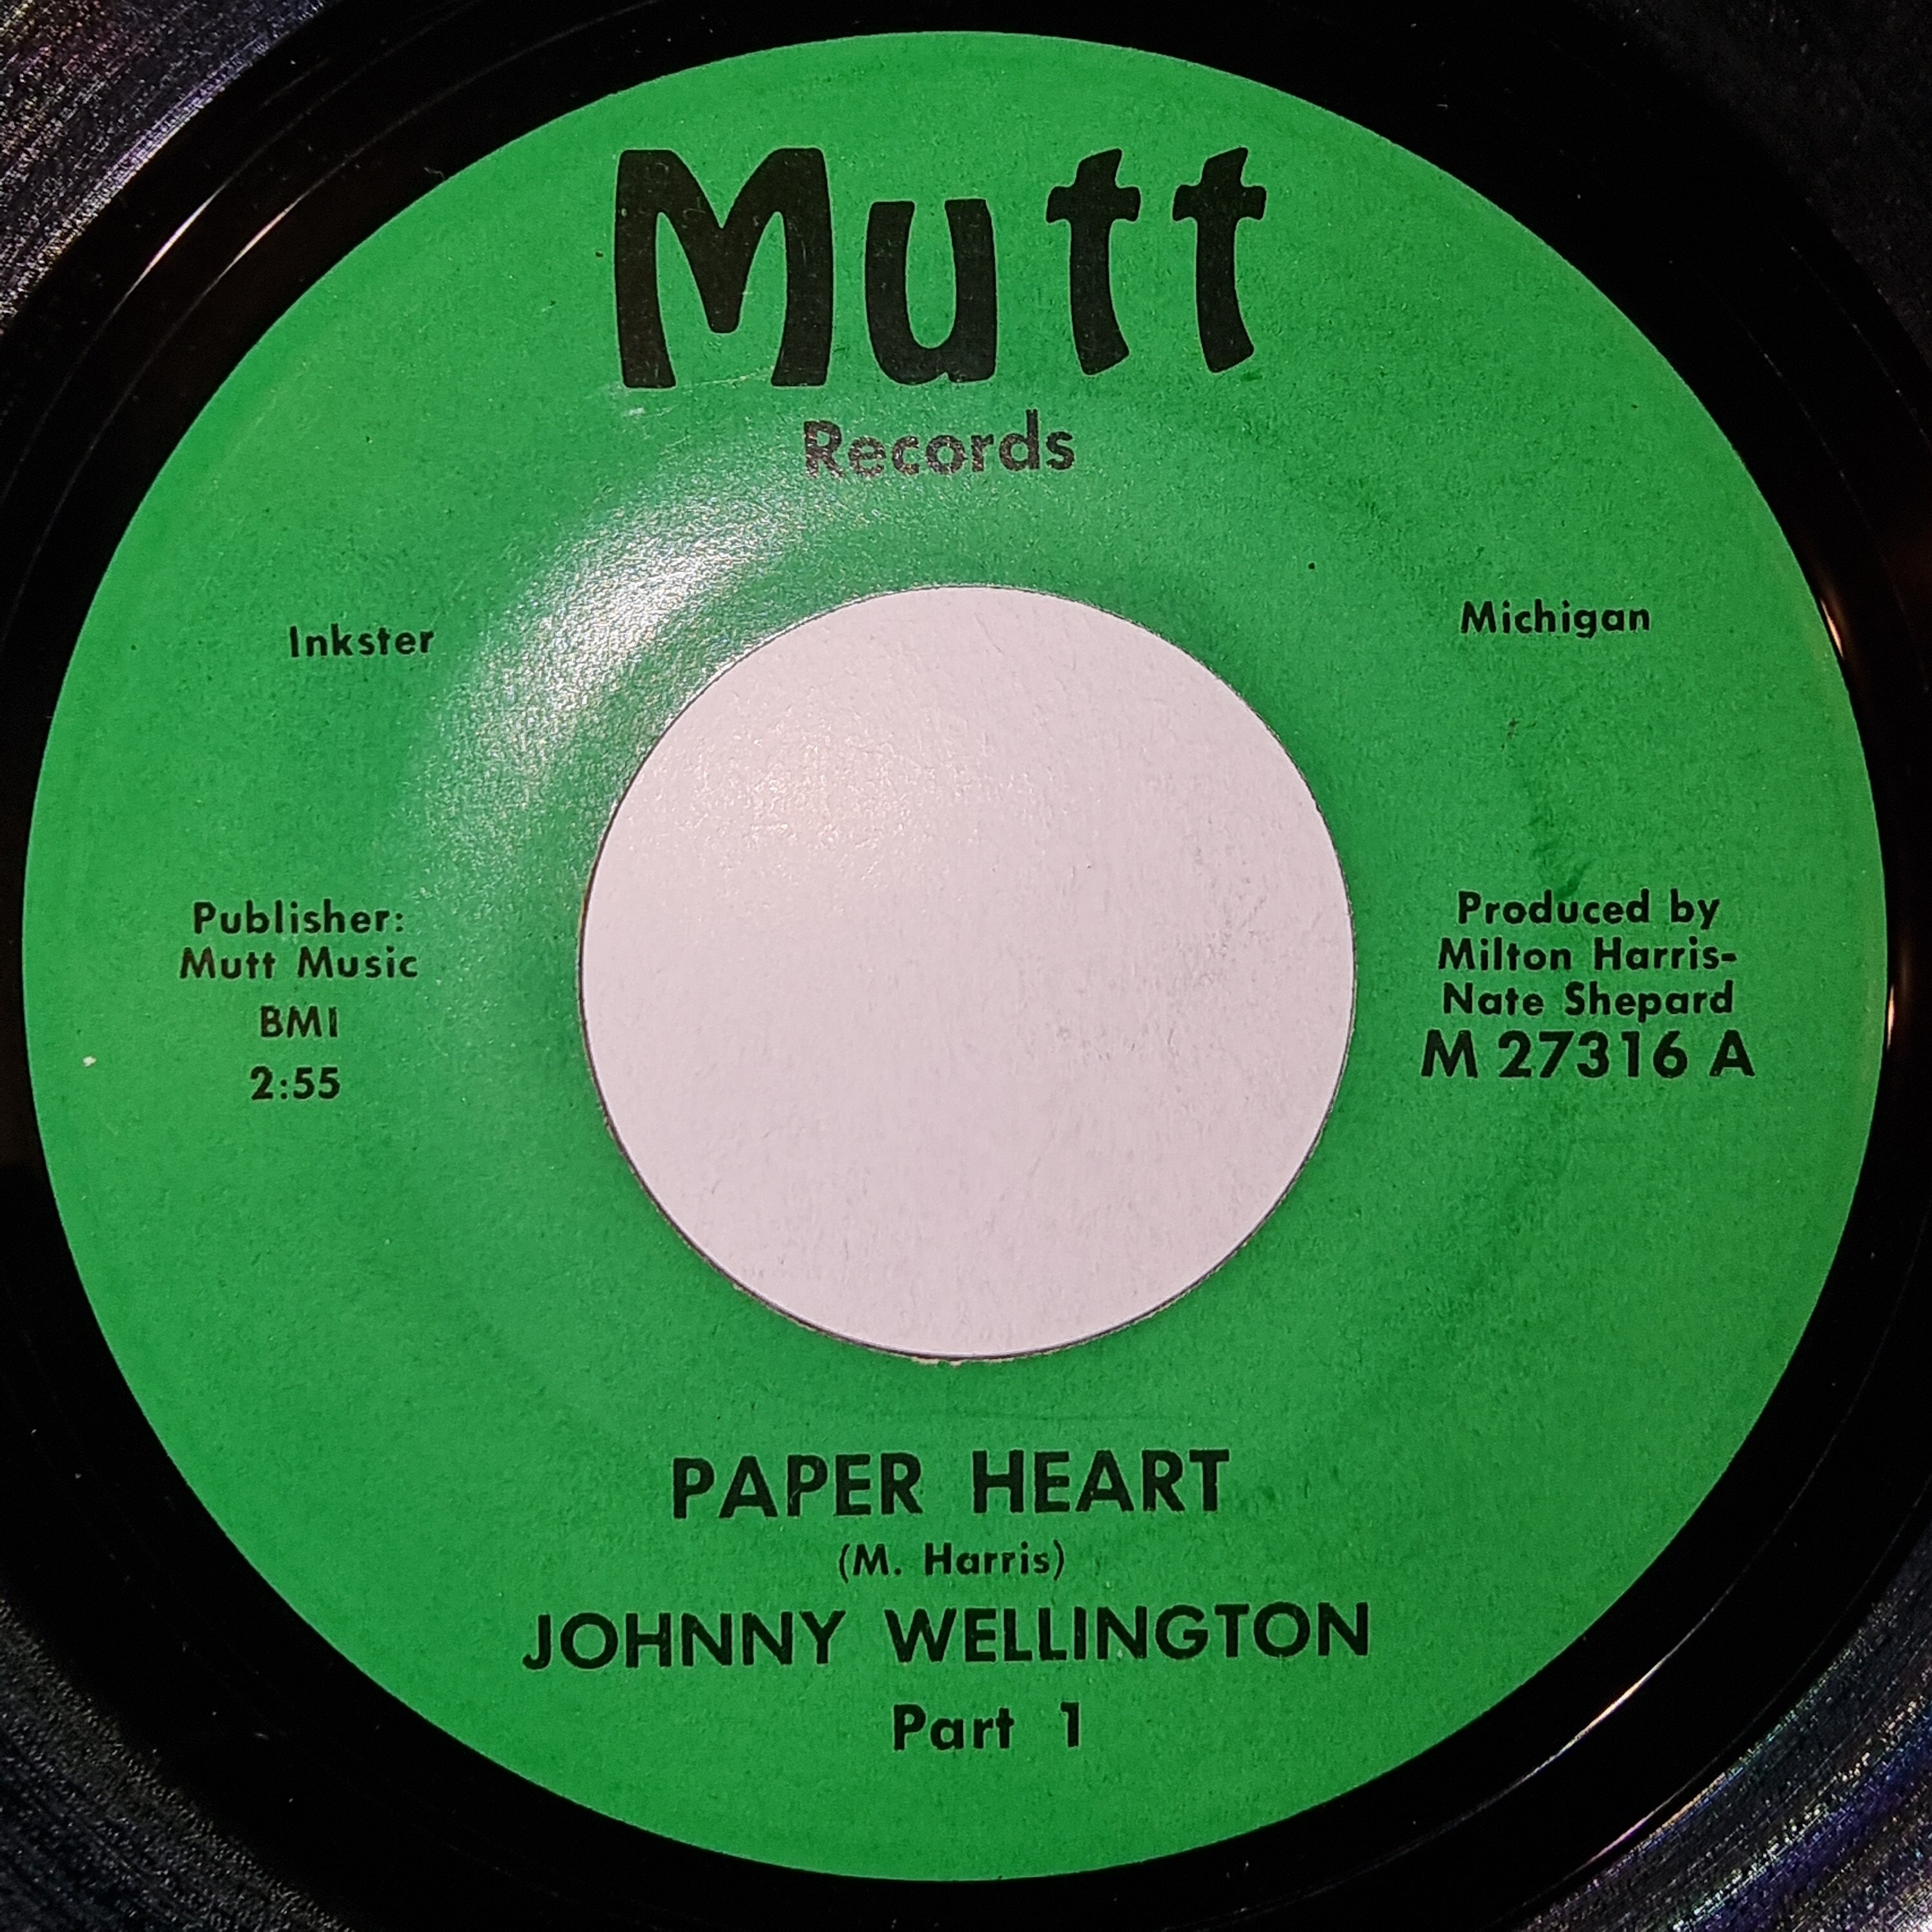 Mutt
Records
Inkster
Michigan
Publisher:
Mutt Music
BMI
2:55
Produced by
Milton Harris-
Nate Shepard
M 27316 A
PAPER HEART
(M. Harris)
JOHNNY WELLINGTON
Part 1